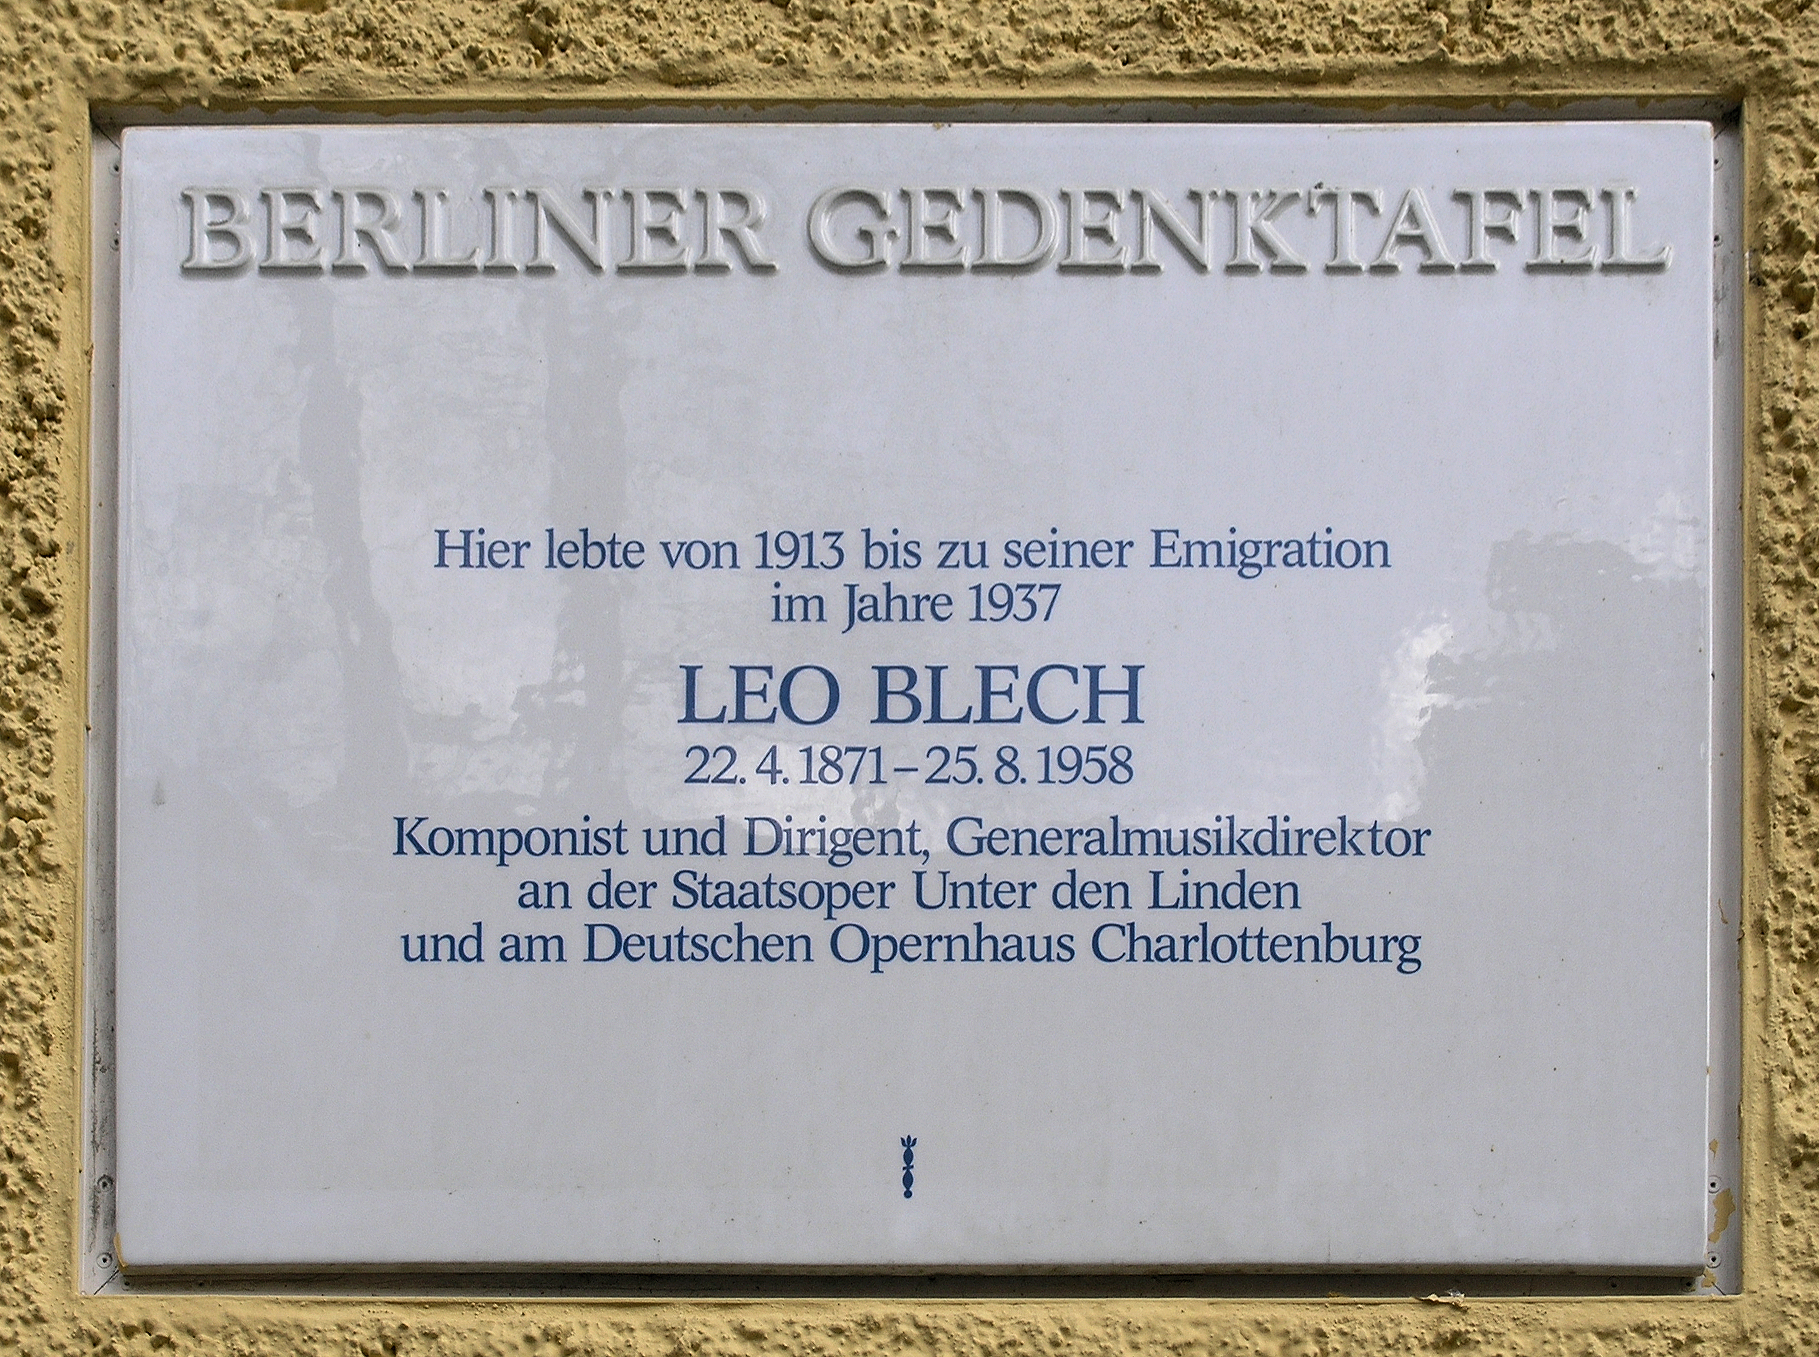 BERLINER GEDENKTAFEL
Hier lebte von 1913 bis zu seiner Emigration
im Jahre 1937
LEO BLECH
22. 4. 1871 – 25. 8. 1958
Komponist und Dirigent, Generalmusikdirektor
an der Staatsoper Unter den Linden
und am Deutschen Opernhaus Charlottenburg